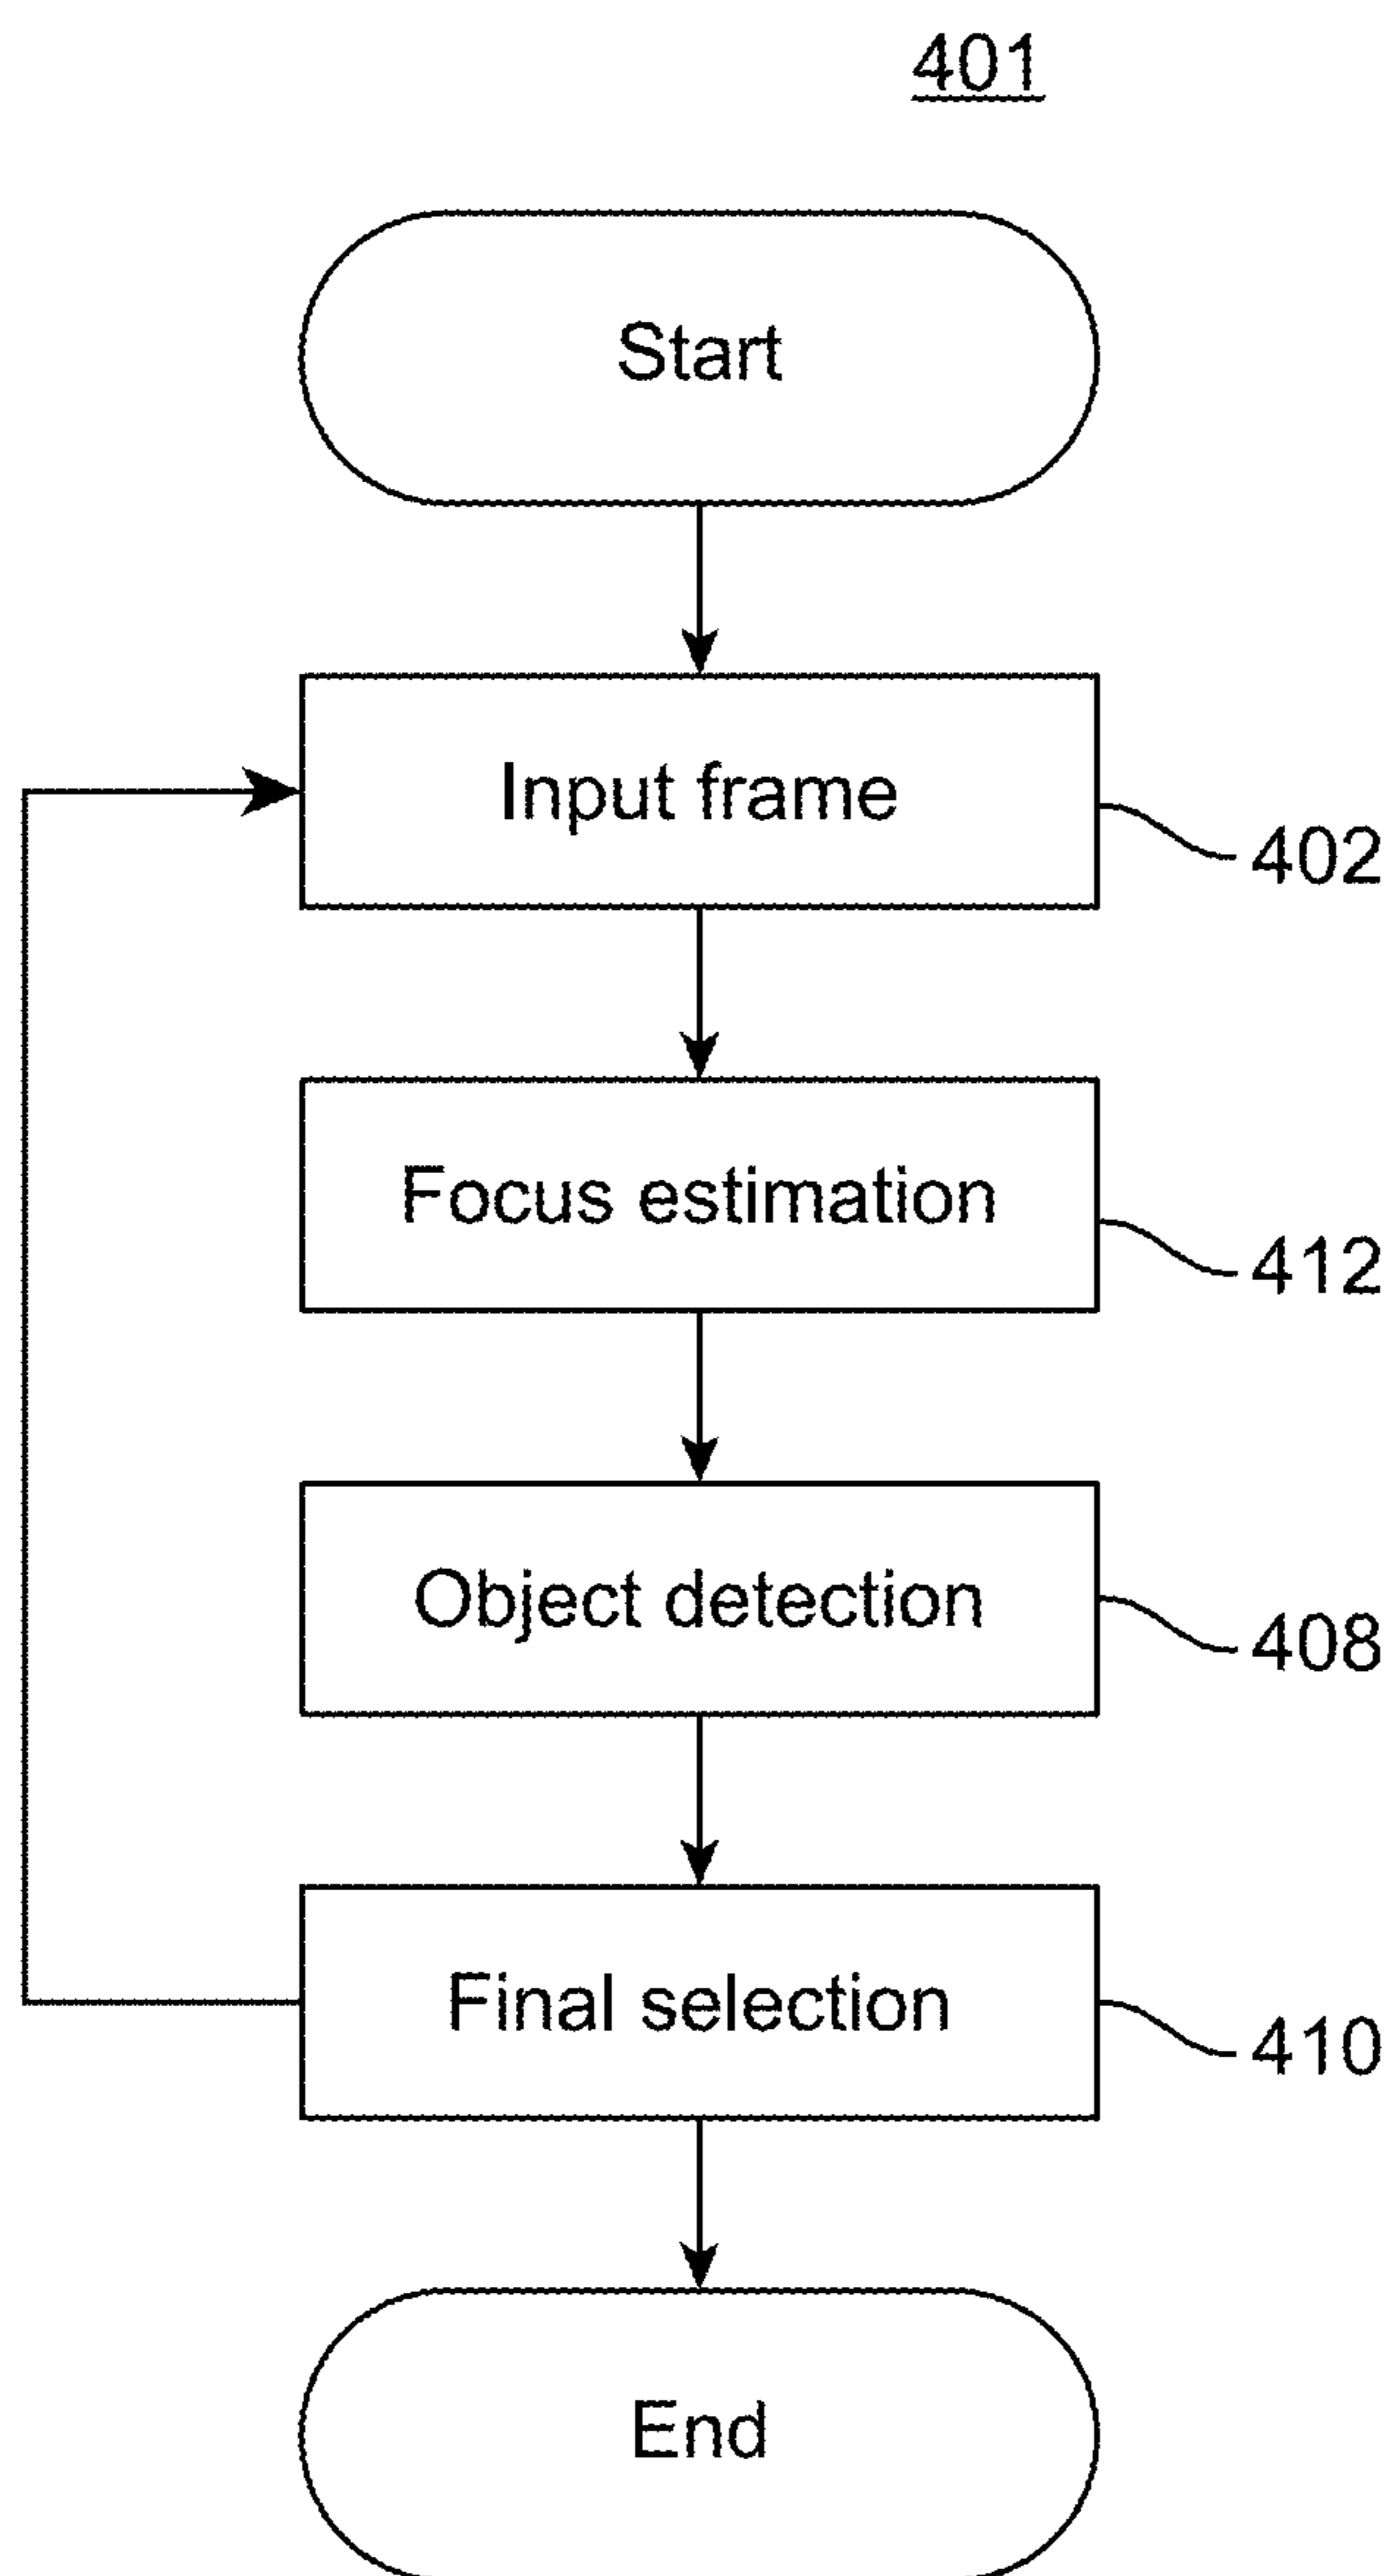 401
Start
Input frame
402
Focus estimation
412
Object detection
408
Final selection
410
End